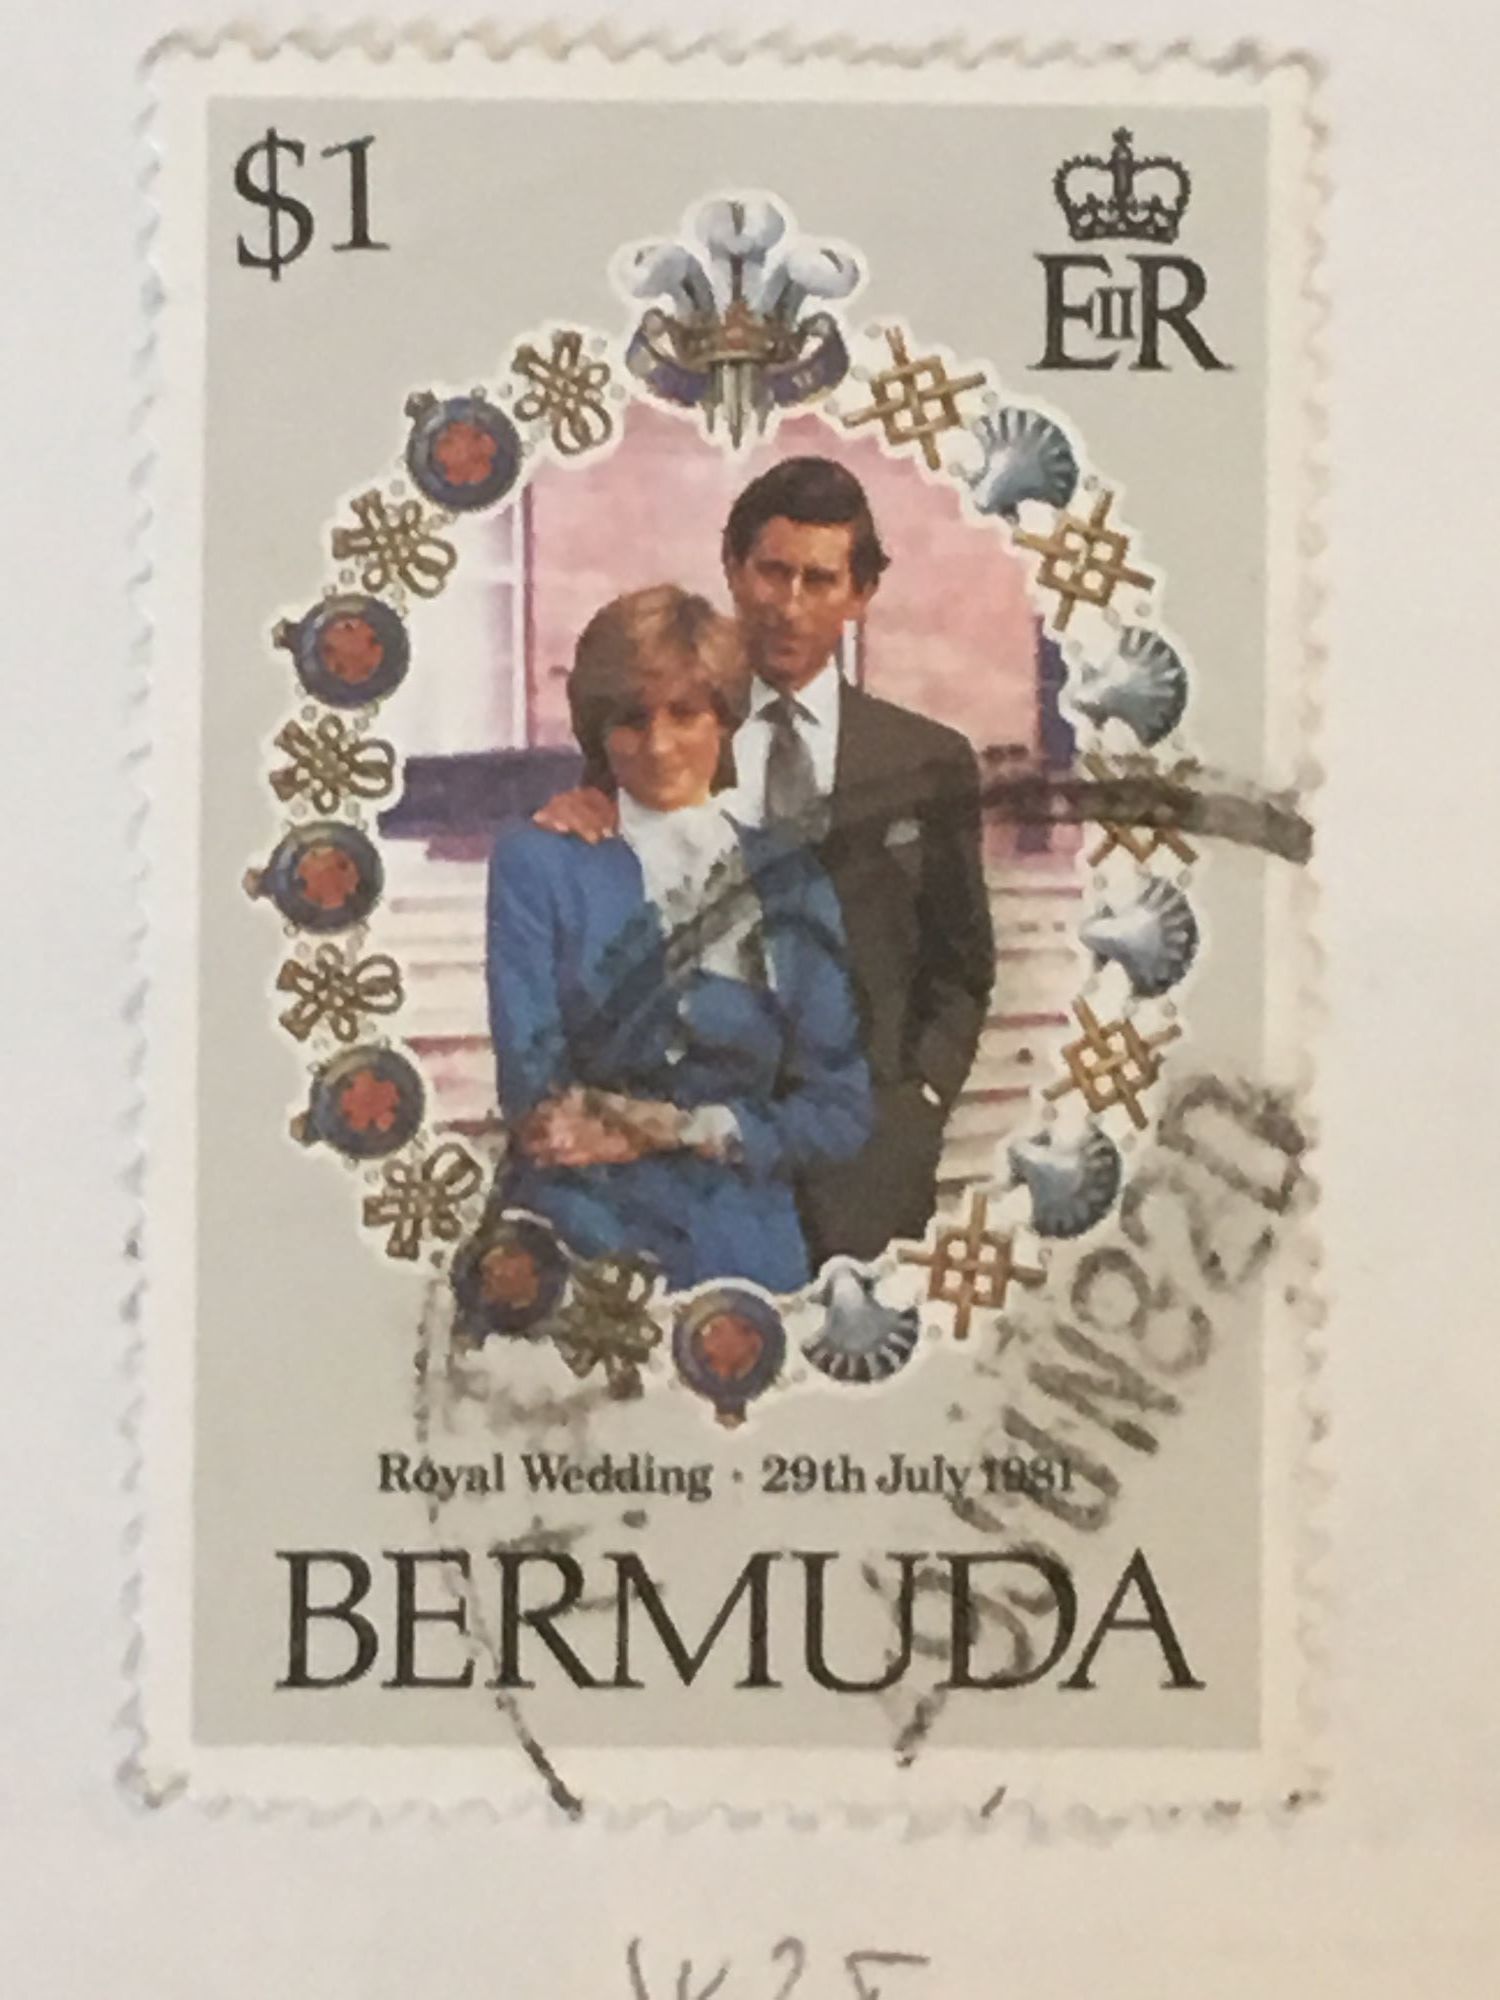 $1
EIIR
Royal Wedding · 29th July 1981
BERMUDA